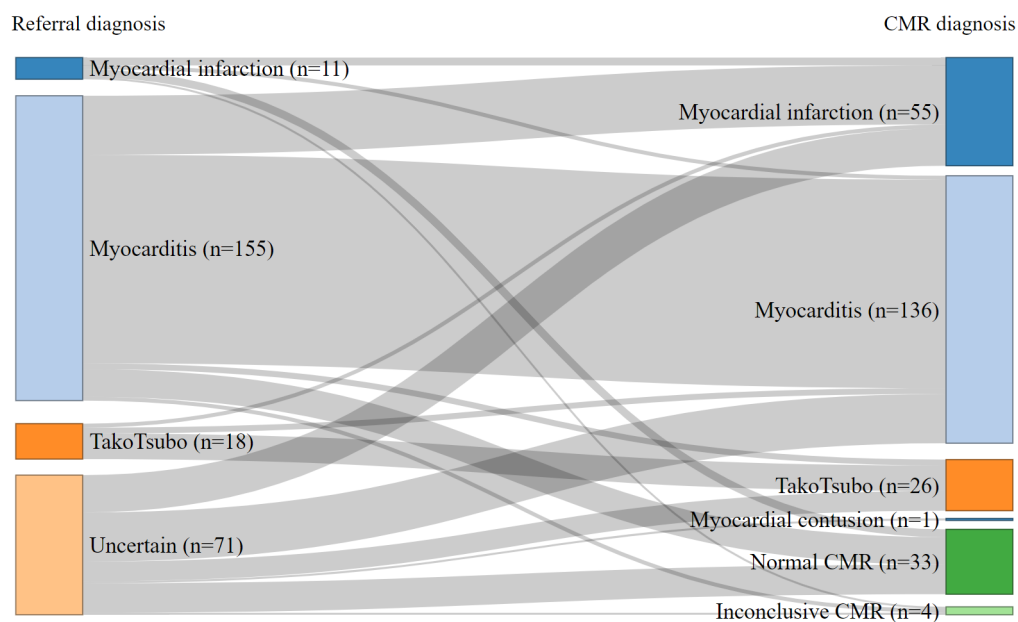 Referral diagnosis
CMR diagnosis
Myocardial infarction (n=11)
Myocardial infarction (n=55)
Myocarditis (n=155)
Myocarditis (n=136)
TakoTsubo (n=18)
TakoTsubo (n=26)
Myocardial contusion (n=1)
Uncertain (n=71)
Normal CMR (n=33)
Inconclusive CMR (n=4)